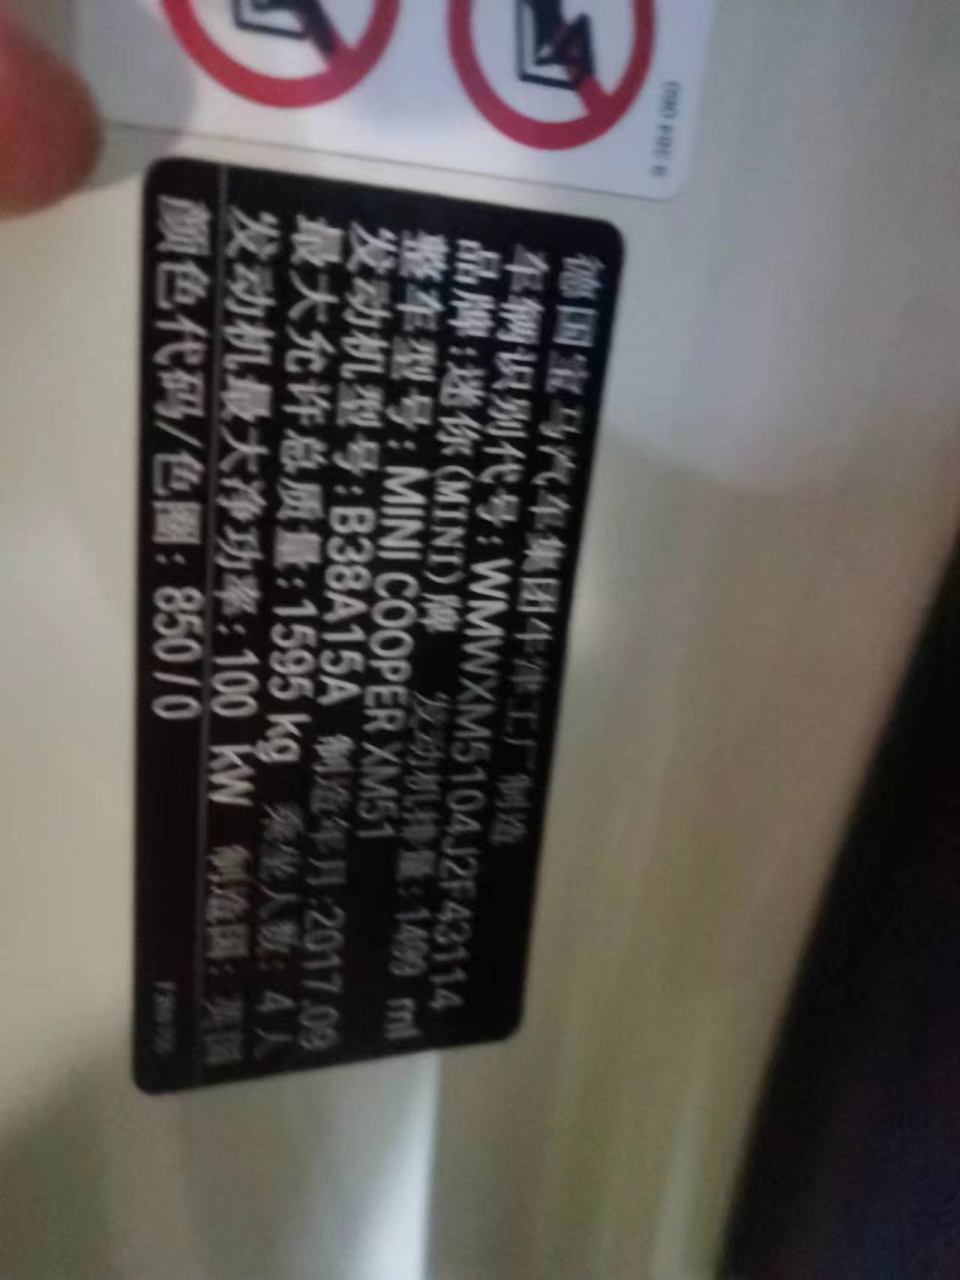 德国宝马汽车集团牛津工厂制造
车辆识别代号:WMWXM5104J2F43114
品牌:迷你(MINI)牌 发动机排量:1499 ml
整车型号:MINI COOPER XM51
发动机型号:B38A15A 制造年月:2017.09
最大允许总质量:1595 kg 乘坐人数:4人
发动机最大净功率:100 kW 制造国:英国
颜色代码/色圈:850/0